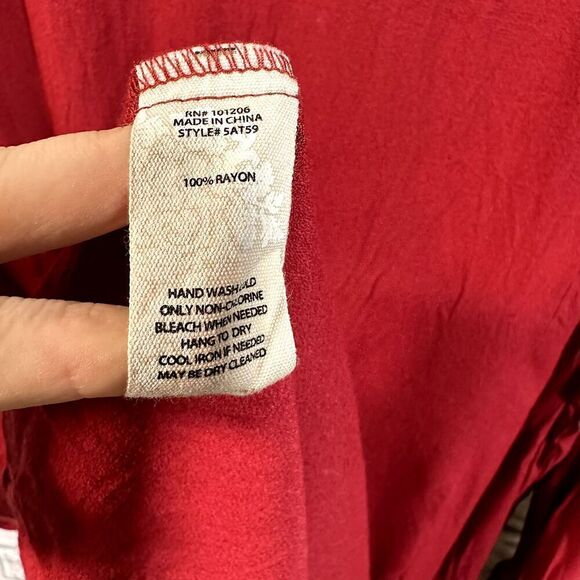 RN# 101206
MADE IN CHINA
STYLE# 5AT59
100% RAYON
HAND WASH
ONLY NON-CHLORINE
BLEACH WHEN NEEDED
HANG TO DRY
COOL IRON IF NEEDED
MAY BE DRY CLEANED